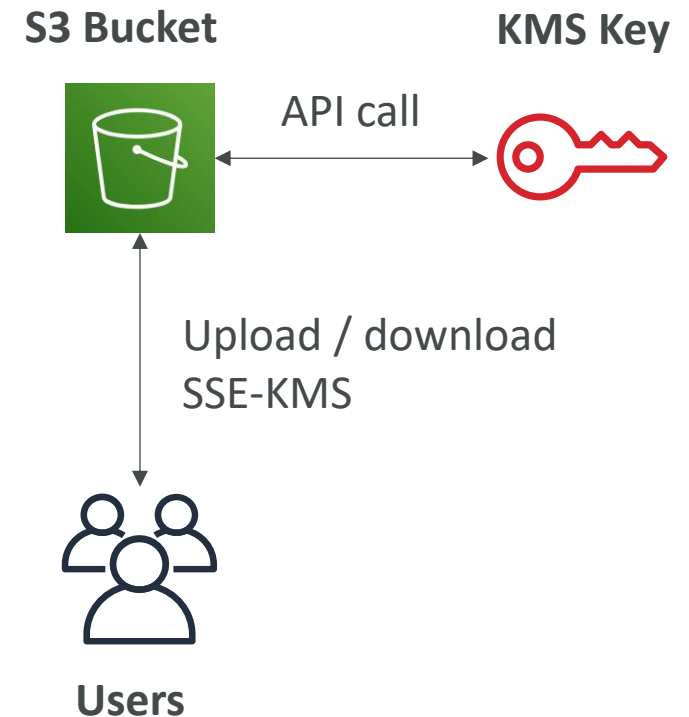 S3 Bucket
KMS Key
API call
Upload / download
SSE-KMS
Users